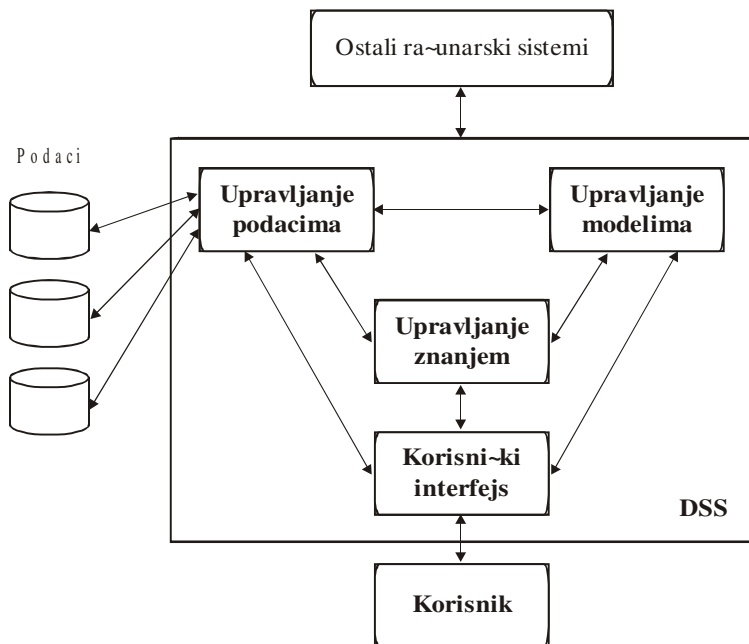 Ostali ra~unarski sistemi
Podaci
Upravljanje
podacima
Upravljanje
modelima
Upravljanje
znanjem
Korisni~ki
interfejs
DSS
Korisnik